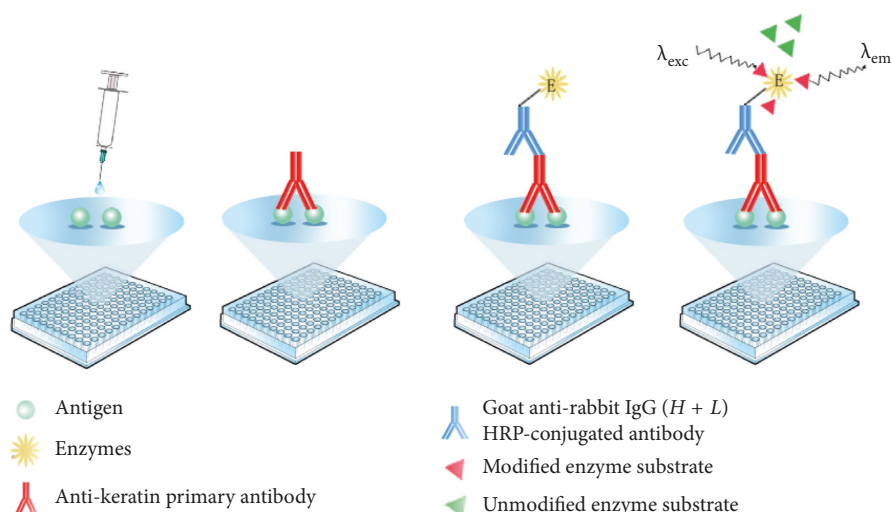 λexc
λem
E
E
Antigen
Enzymes
Anti-keratin primary antibody
Goat anti-rabbit IgG (H + L)
HRP-conjugated antibody
Modified enzyme substrate
Unmodified enzyme substrate